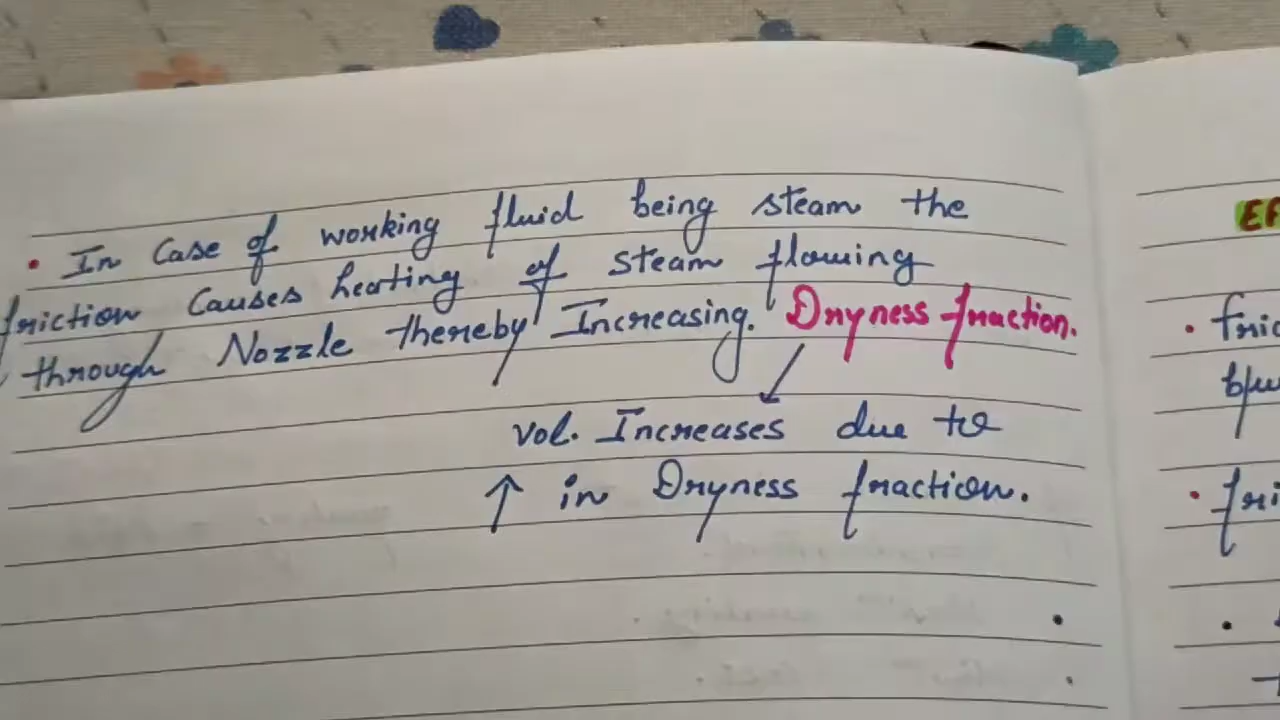 • In Case of working fluid being steam the
friction Causes heating of steam flowing
through Nozzle thereby Increasing. Dryness fraction.
vol. Increases due to
↑ in Dryness fraction.